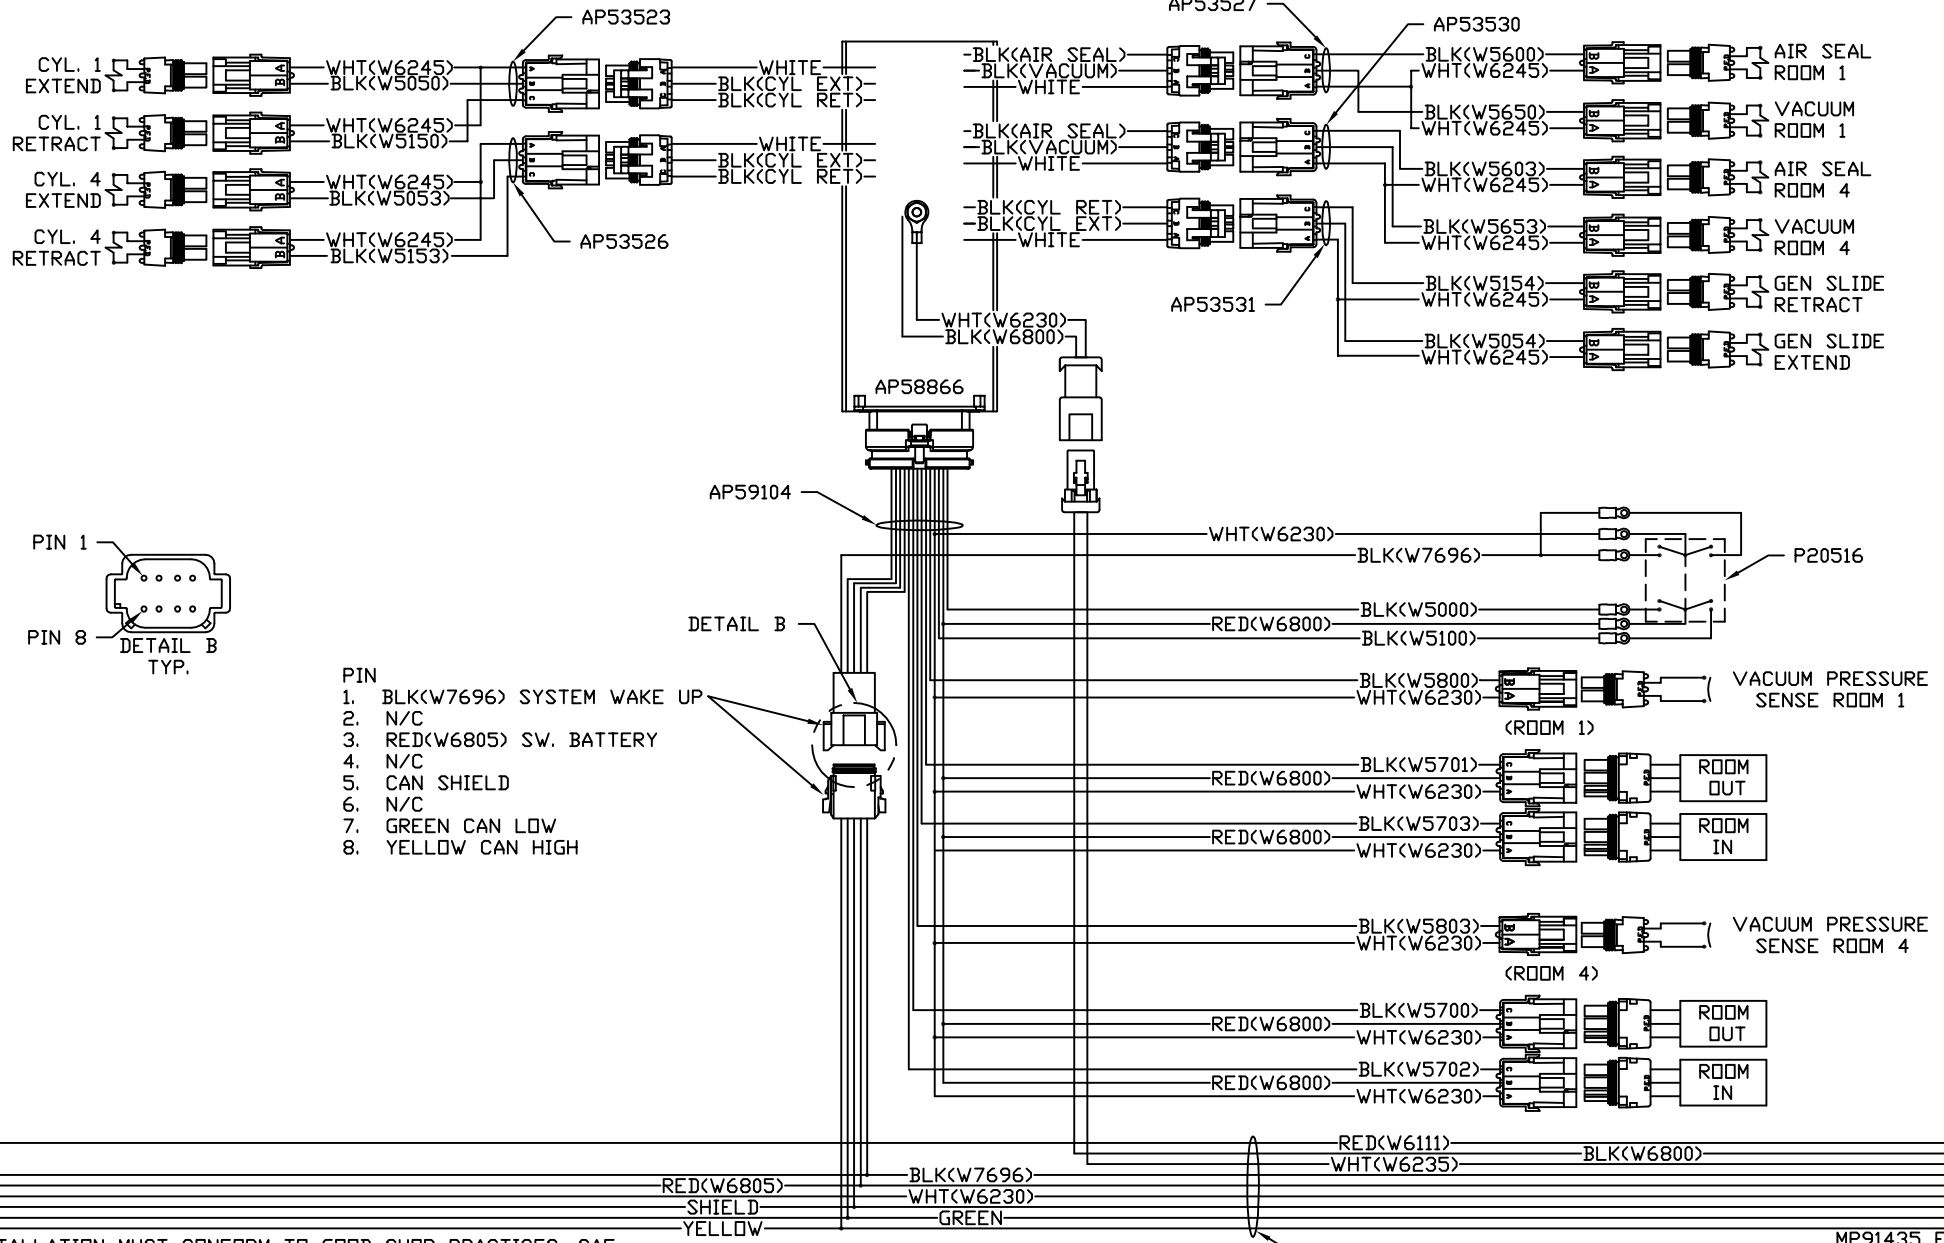 AP53523
AP53527
AP53530
CYL. 1
EXTEND
WHT(W6245)
BLK(W5050)
CYL. 1
RETRACT
WHT(W6245)
BLK(W5150)
CYL. 4
EXTEND
WHT(W6245)
BLK(W5053)
CYL. 4
RETRACT
WHT(W6245)
BLK(W5153)
AP53526
WHITE
BLK(CYL EXT)
BLK(CYL RET)
WHITE
BLK(CYL EXT)
BLK(CYL RET)
BLK(AIR SEAL)
BLK(VACUUM)
WHITE
BLK(AIR SEAL)
BLK(VACUUM)
WHITE
BLK(CYL RET)
BLK(CYL EXT)
WHITE
AP53531
BLK(W5600)
WHT(W6245)
AIR SEAL
ROOM 1
BLK(W5650)
WHT(W6245)
VACUUM
ROOM 1
BLK(W5603)
WHT(W6245)
AIR SEAL
ROOM 4
BLK(W5653)
WHT(W6245)
VACUUM
ROOM 4
BLK(W5154)
WHT(W6245)
GEN SLIDE
RETRACT
BLK(W5054)
WHT(W6245)
GEN SLIDE
EXTEND
WHT(W6230)
BLK(W6800)
AP58866
AP59104
PIN 1
PIN 8
DETAIL B
TYP.
DETAIL B
PIN
1. BLK(W7696) SYSTEM WAKE UP
2. N/C
3. RED(W6805) SW. BATTERY
4. N/C
5. CAN SHIELD
6. N/C
7. GREEN CAN LOW
8. YELLOW CAN HIGH
WHT(W6230)
BLK(W7696)
P20516
BLK(W5000)
RED(W6800)
BLK(W5100)
BLK(W5800)
WHT(W6230)
VACUUM PRESSURE
SENSE ROOM 1
(ROOM 1)
BLK(W5701)
RED(W6800)
WHT(W6230)
ROOM
OUT
BLK(W5703)
RED(W6800)
WHT(W6230)
ROOM
IN
BLK(W5803)
WHT(W6230)
VACUUM PRESSURE
SENSE ROOM 4
(ROOM 4)
BLK(W5700)
RED(W6800)
WHT(W6230)
ROOM
OUT
BLK(W5702)
RED(W6800)
WHT(W6230)
ROOM
IN
RED(W6111)
BLK(W6800)
WHT(W6235)
BLK(W7696)
RED(W6805)
WHT(W6230)
SHIELD
GREEN
YELLOW